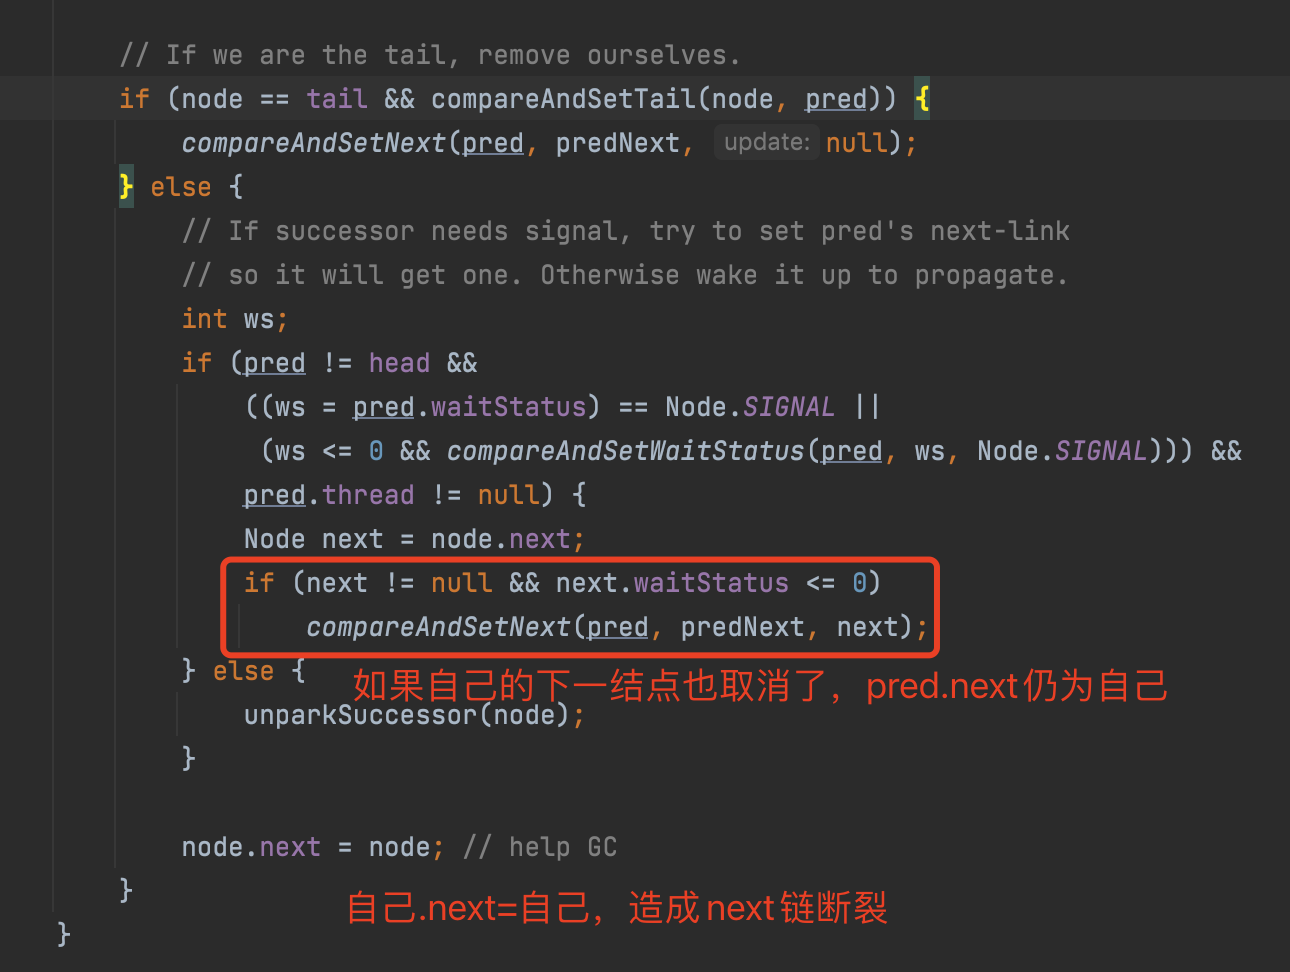 // If we are the tail, remove ourselves.
if (node == tail && compareAndSetTail(node, pred)) {
compareAndSetNext(pred, predNext, update: null);
} else {
// If successor needs signal, try to set pred's next-link
// so it will get one. Otherwise wake it up to propagate.
int ws;
if (pred != head &&
((ws = pred.waitStatus) == Node.SIGNAL ||
(ws <= 0 && compareAndSetWaitStatus(pred, ws, Node.SIGNAL))) &&
pred.thread != null) {
Node next = node.next;
if (next != null && next.waitStatus <= 0)
compareAndSetNext(pred, predNext, next);
} else {
如果自己的下一结点也取消了，pred.next仍为自己
unparkSuccessor(node);
}
node.next = node; // help GC
}
自己.next=自己，造成next链断裂
}